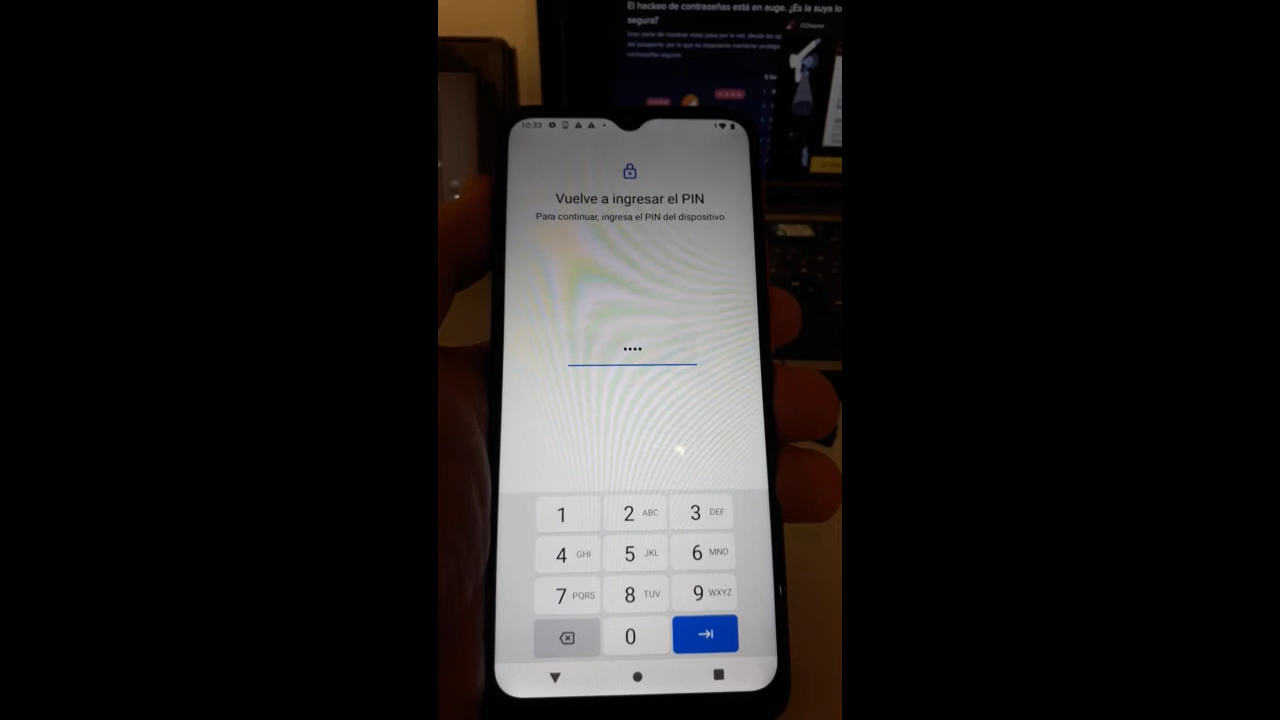 El hackeo de contraseñas está en auge. ¿Es la suya lo
segura?
CCleaner
10:33
Vuelve a ingresar el PIN
Para continuar, ingresa el PIN del dispositivo
••••
1
2 ABC
3 DEF
4 GHI
5 JKL
6 MNO
7 PQRS
8 TUV
9 WXYZ
0